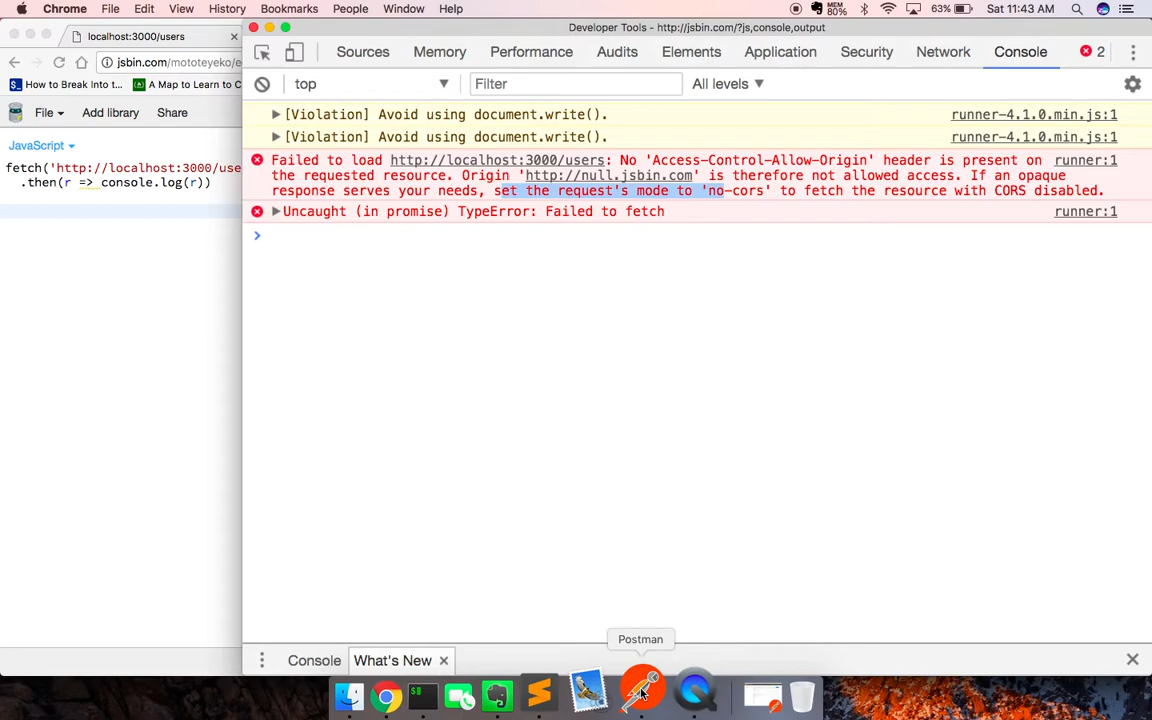 Chrome File Edit View History Bookmarks People Window Help
MEM 80% 63% Sat 11:43 AM
localhost:3000/users
jsbin.com/mototeyeko/e
How to Break Into t... A Map to Learn to C
File Add library Share
JavaScript
fetch('http://localhost:3000/use
.then(r => console.log(r))
Developer Tools - http://jsbin.com/?js,console,output
Sources Memory Performance Audits Elements Application Security Network Console 2
top Filter All levels
[Violation] Avoid using document.write(). runner-4.1.0.min.js:1
[Violation] Avoid using document.write(). runner-4.1.0.min.js:1
Failed to load http://localhost:3000/users: No 'Access-Control-Allow-Origin' header is present on runner:1
the requested resource. Origin 'http://null.jsbin.com' is therefore not allowed access. If an opaque
response serves your needs, set the request's mode to 'no-cors' to fetch the resource with CORS disabled.
Uncaught (in promise) TypeError: Failed to fetch runner:1
Console What's New
Postman